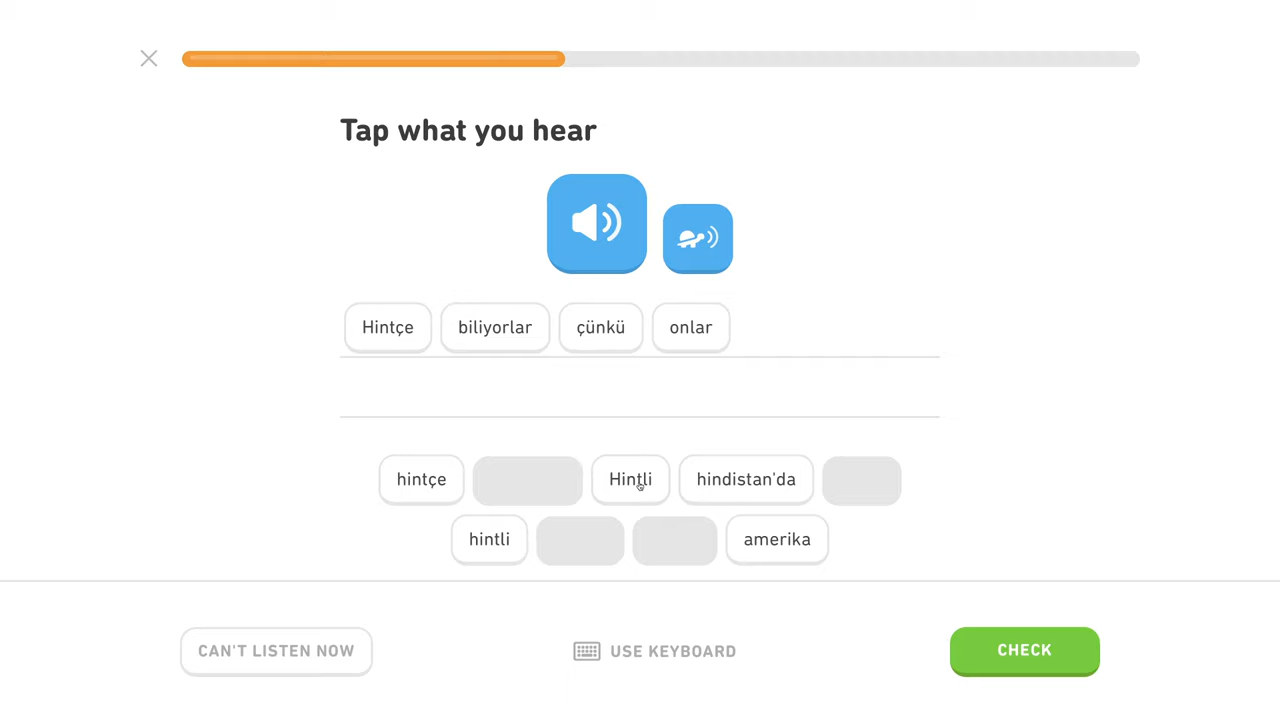 Tap what you hear
Hintçe biliyorlar çünkü onlar
hintçe Hintli hindistan'da
hintli amerika
CAN'T LISTEN NOW USE KEYBOARD CHECK